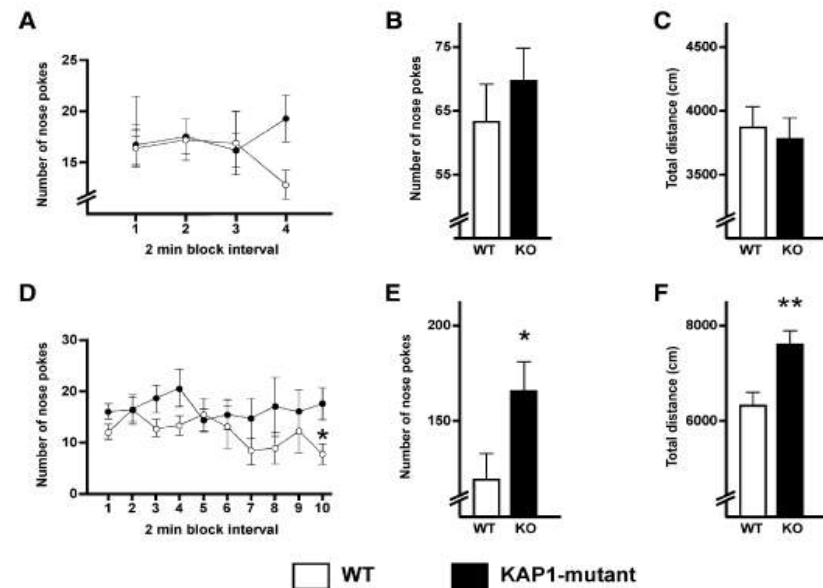 A
Number of nose pokes
25
20
15
1 2 3 4
2 min block interval
B
Number of nose pokes
75
65
55
WT KO
C
Total distance (cm)
4500
4000
3500
WT KO
D
Number of nose pokes
30
20
10
0
*
1 2 3 4 5 6 7 8 9 10
2 min block interval
E
Number of nose pokes
200
150
*
WT KO
F
Total distance (cm)
8000
6000
**
WT KO
WT KAP1-mutant